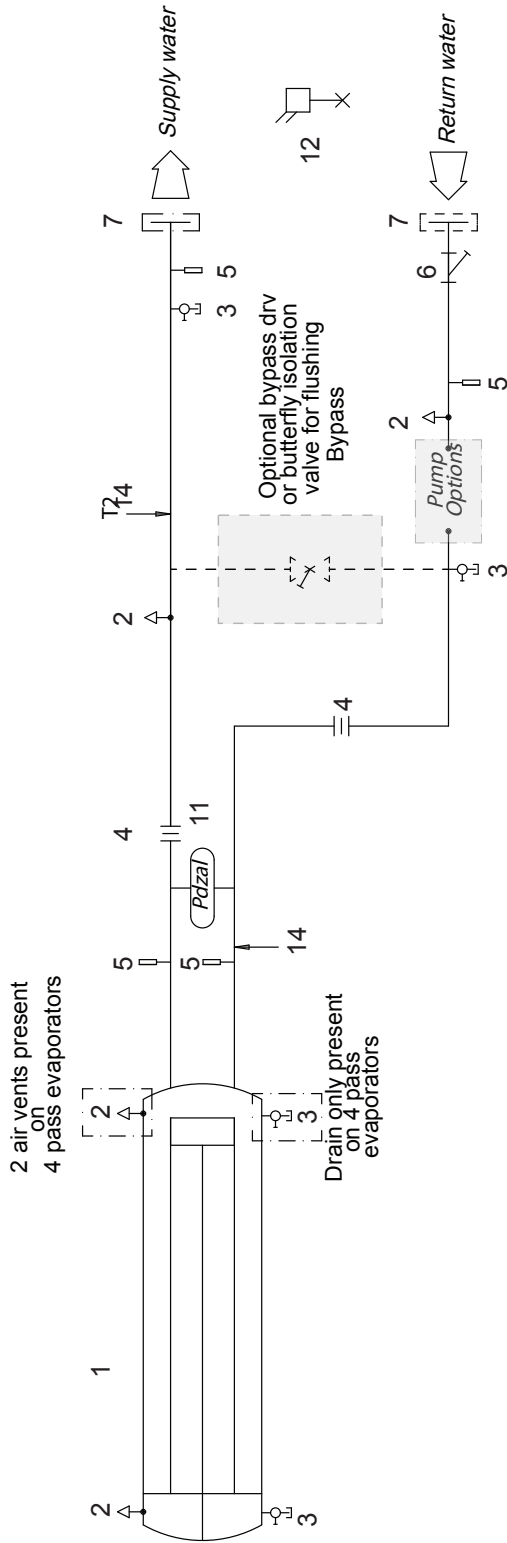 2 air vents present
on
4 pass evaporators
1
2
2
3
3
Drain only present
on 4 pass
evaporators
5
5
4
11
Pdzal
14
4
2
T2
14
Optional bypass drv
or butterfly isolation
valve for flushing
Bypass
3
5
7
Supply water
3
Pump
Options
2
5
6
7
Return water
12